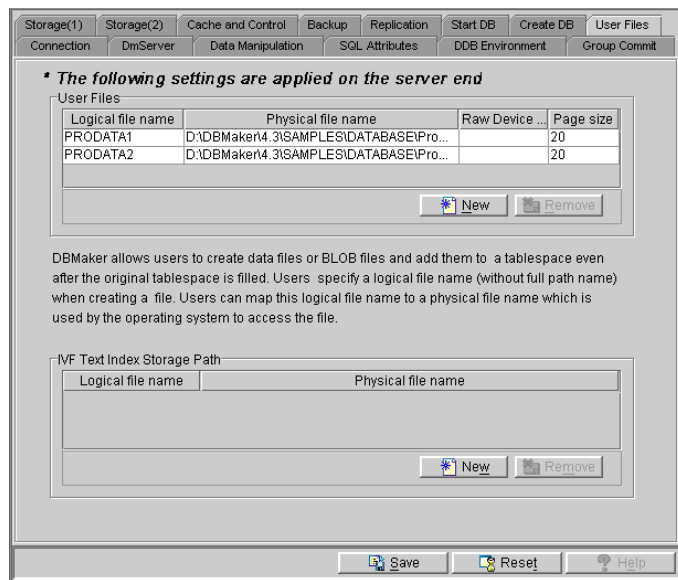 Storage(1) Storage(2) Cache and Control Backup Replication Start DB Create DB User Files
Connection DmServer Data Manipulation SQL Attributes DDB Environment Group Commit
* The following settings are applied on the server end
User Files
Logical file name Physical file name Raw Device ... Page size
PRODATA1 D:\DBMaker\4.3\SAMPLES\DATABASE\Pro... 20
PRODATA2 D:\DBMaker\4.3\SAMPLES\DATABASE\Pro... 20
New Remove
DBMaker allows users to create data files or BLOB files and add them to a tablespace even
after the original tablespace is filled. Users specify a logical file name (without full path name)
when creating a file. Users can map this logical file name to a physical file name which is
used by the operating system to access the file.
IVF Text Index Storage Path
Logical file name Physical file name
New Remove
Save Reset Help